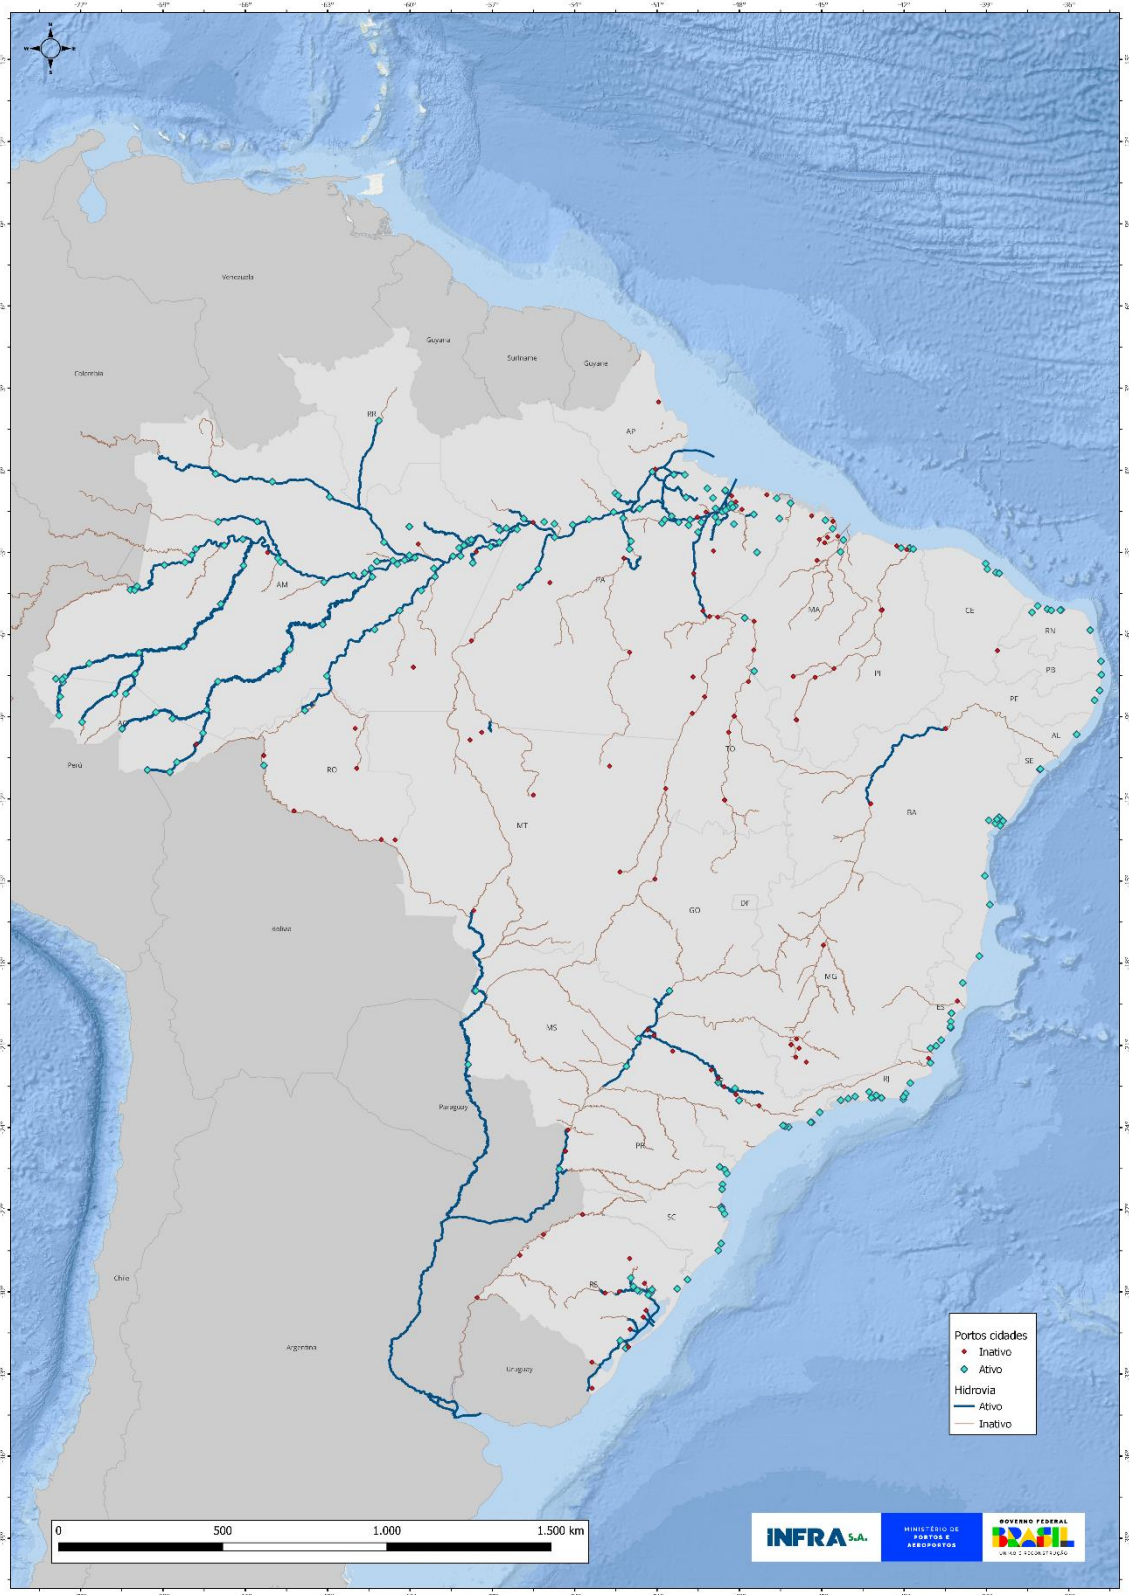 N
W
E
S
Venezuela
Guyana
Suriname
Guyane
Colombia
RR
AP
AM
PA
MA
CE
RN
PB
PE
AL
SE
PI
AC
Perú
RO
TO
BA
MT
DF
GO
Bolivia
MG
ES
MS
RJ
Paraguay
PR
SC
Chile
RS
Argentina
Uruguay
Portos cidades
Inativo
Ativo
Hidrovia
Ativo
Inativo
0 500 1.000 1.500 km
INFRA S.A.
MINISTÉRIO DE
PORTOS E
AEROPORTOS
GOVERNO FEDERAL
BRASIL
UNIÃO E RECONSTRUÇÃO